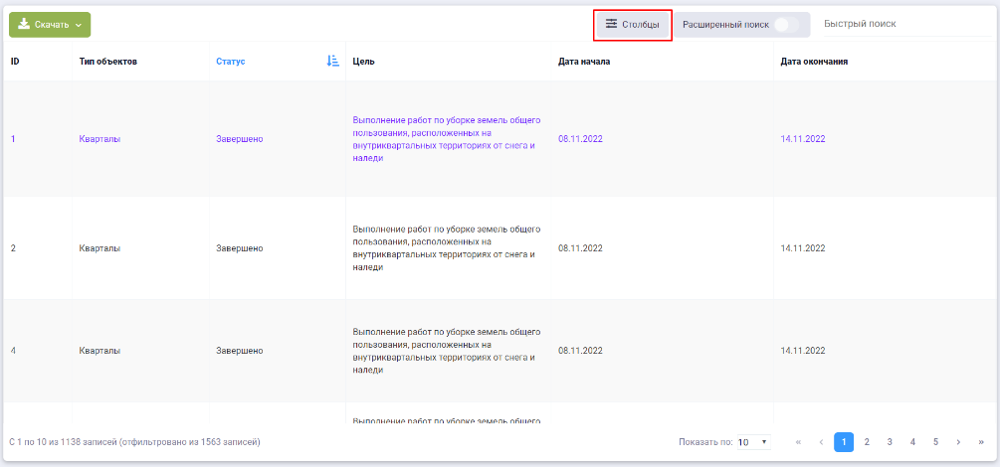 Скачать
Столбцы
Расширенный поиск
Быстрый поиск
ID Тип объектов Статус Цель Дата начала Дата окончания
1 Кварталы Завершено
Выполнение работ по уборке земель общего
пользования, расположенных на
внутриквартальных территориях от снега и
наледи
08.11.2022 14.11.2022
2 Кварталы Завершено
Выполнение работ по уборке земель общего
пользования, расположенных на
внутриквартальных территориях от снега и
наледи
08.11.2022 14.11.2022
4 Кварталы Завершено
Выполнение работ по уборке земель общего
пользования, расположенных на
внутриквартальных территориях от снега и
наледи
08.11.2022 14.11.2022
Выполнение работ по уборке земель общего
С 1 по 10 из 1138 записей (отфильтровано из 1563 записей)
Показать по: 10
« ‹ 1 2 3 4 5 › »